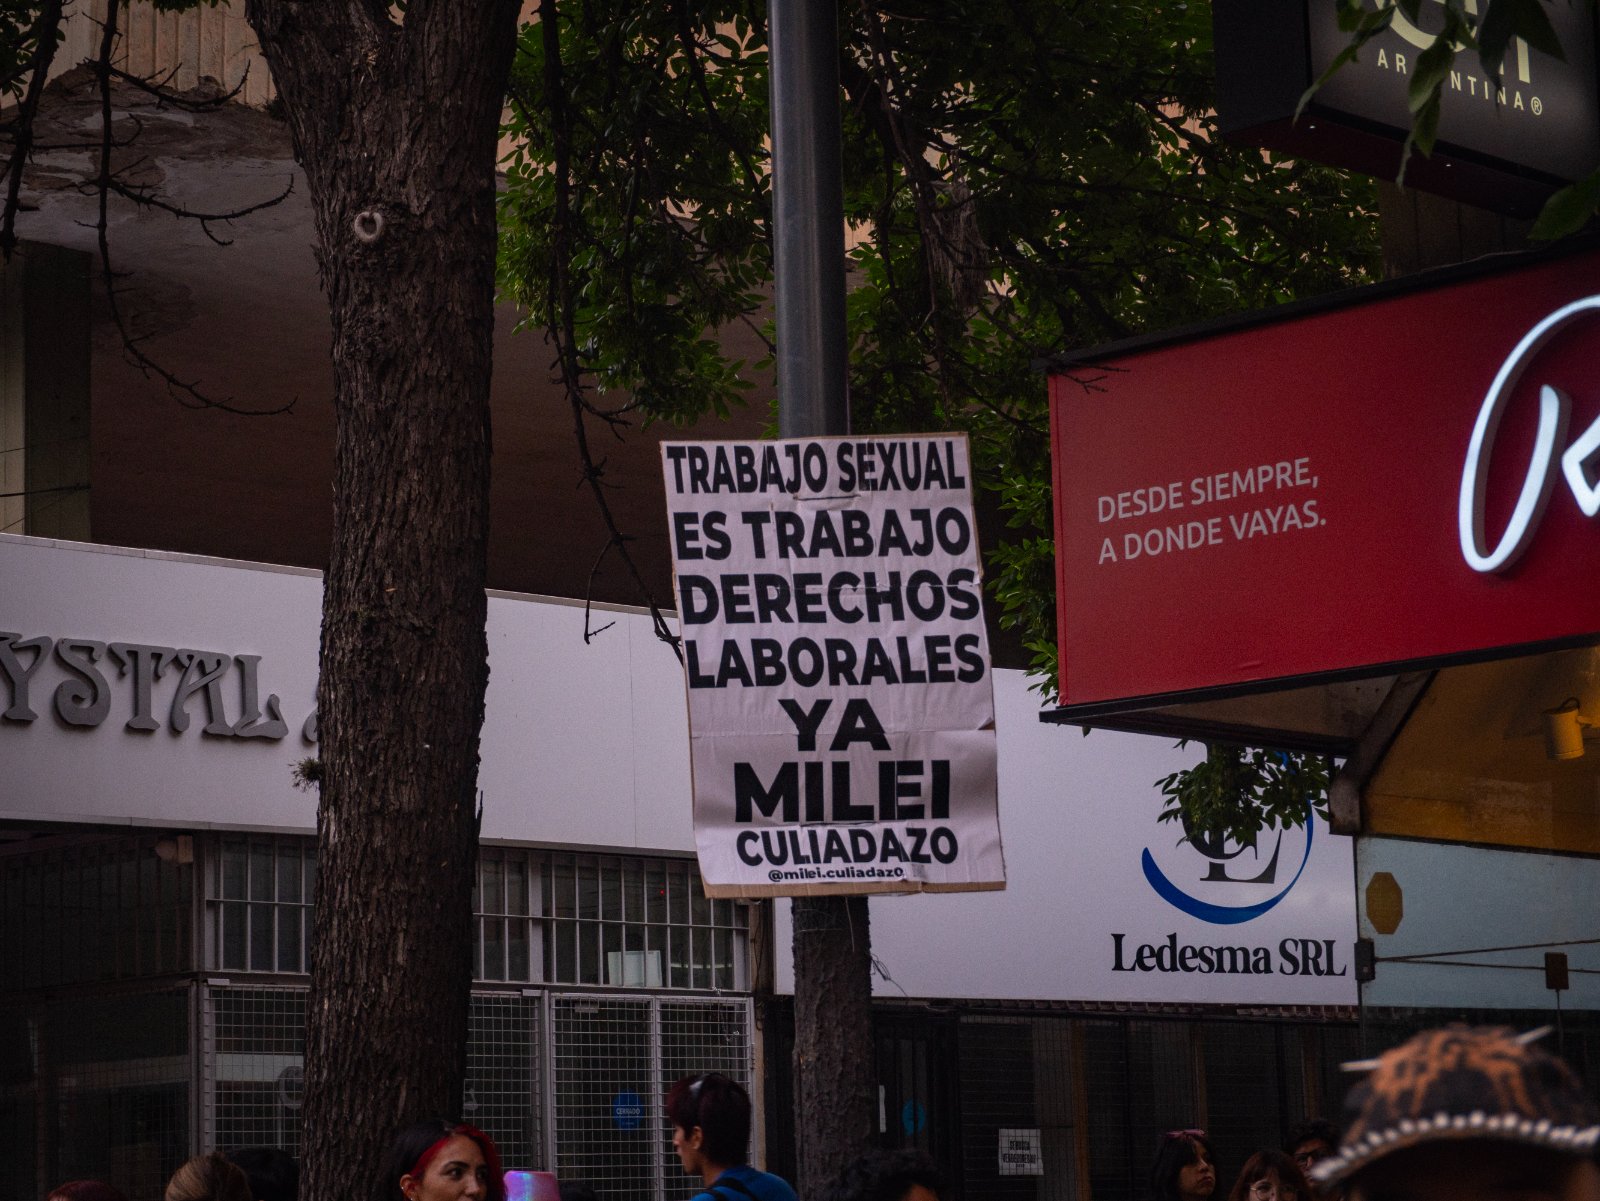 ARGENTINA®
DESDE SIEMPRE,
A DONDE VAYAS.
TRABAJO SEXUAL
ES TRABAJO
DERECHOS
LABORALES
YA
MILEI
CULIADAZO
@milei.culiadazo
YSTAL
Ledesma SRL
CERRADO